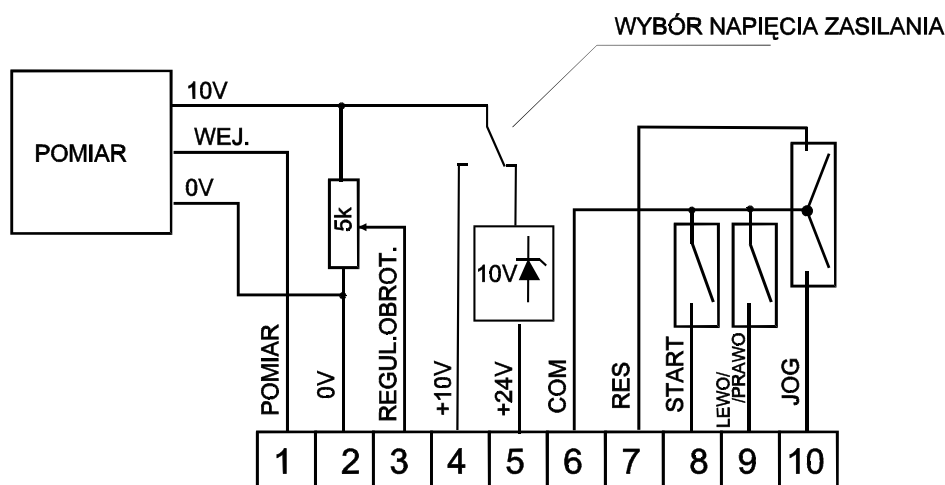 WYBÓR NAPIĘCIA ZASILANIA
10V
WEJ.
POMIAR
0V
5k
10V
POMIAR
0V
REGUL.OBROT.
+10V
+24V
COM
RES
START
LEWO/
/PRAWO
JOG
1 2 3 4 5 6 7 8 9 10